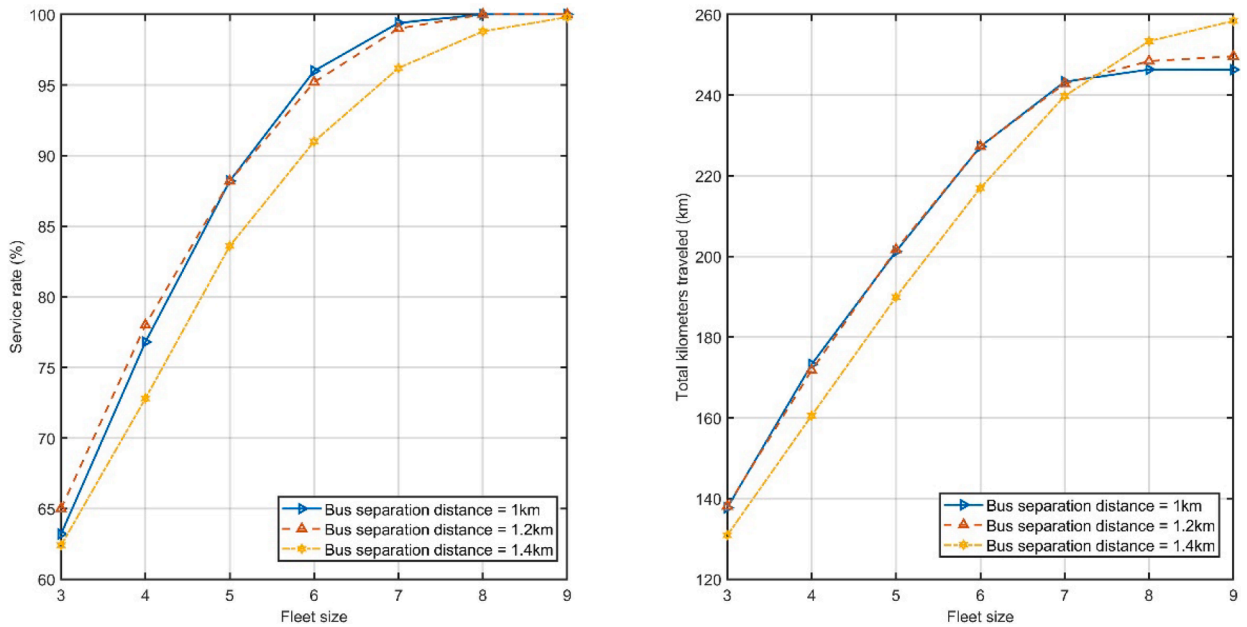 100
95
90
85
80
75
70
65
60
Service rate (%)
3 4 5 6 7 8 9
Fleet size
Bus separation distance = 1km
Bus separation distance = 1.2km
Bus separation distance = 1.4km
260
240
220
200
180
160
140
120
Total kilometers traveled (km)
3 4 5 6 7 8 9
Fleet size
Bus separation distance = 1km
Bus separation distance = 1.2km
Bus separation distance = 1.4km